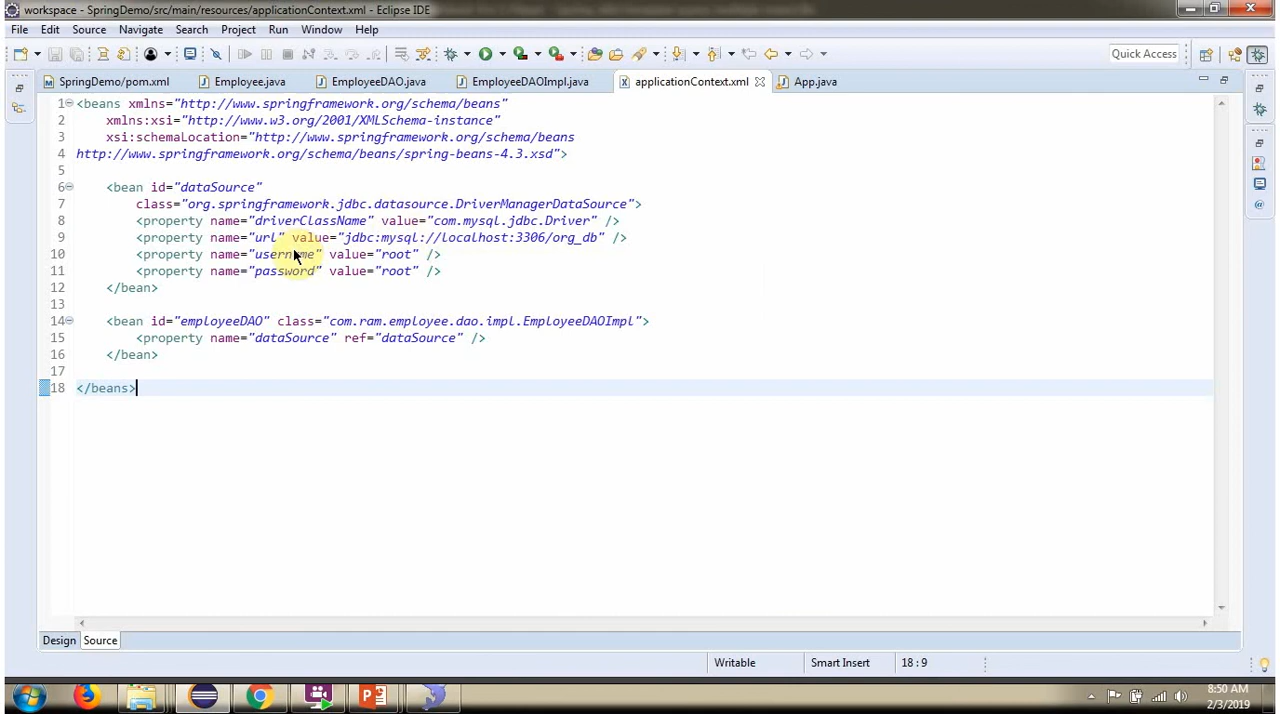 workspace - SpringDemo/src/main/resources/applicationContext.xml - Eclipse IDE
File Edit Source Navigate Search Project Run Window Help
Quick Access
SpringDemo/pom.xml Employee.java EmployeeDAO.java EmployeeDAOImpl.java applicationContext.xml App.java
1 <beans xmlns="http://www.springframework.org/schema/beans"
2 xmlns:xsi="http://www.w3.org/2001/XMLSchema-instance"
3 xsi:schemaLocation="http://www.springframework.org/schema/beans
4 http://www.springframework.org/schema/beans/spring-beans-4.3.xsd">
5
6 <bean id="dataSource"
7 class="org.springframework.jdbc.datasource.DriverManagerDataSource">
8 <property name="driverClassName" value="com.mysql.jdbc.Driver" />
9 <property name="url" value="jdbc:mysql://localhost:3306/org_db" />
10 <property name="username" value="root" />
11 <property name="password" value="root" />
12 </bean>
13
14 <bean id="employeeDAO" class="com.ram.employee.dao.impl.EmployeeDAOImpl">
15 <property name="dataSource" ref="dataSource" />
16 </bean>
17
18 </beans>
Design Source
Writable Smart Insert 18 : 9
8:50 AM
2/3/2019